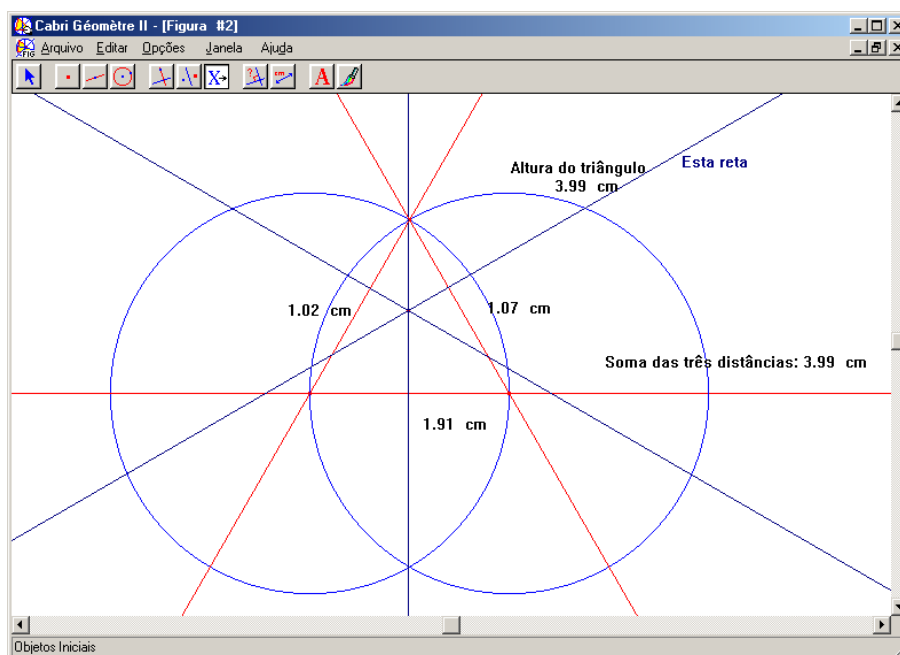 Cabri Géomètre II - [Figura #2]
Arquivo Editar Opções Janela Ajuda
Altura do triângulo
3.99 cm
Esta reta
1.02 cm
1.07 cm
Soma das três distâncias: 3.99 cm
1.91 cm
Objetos Iniciais